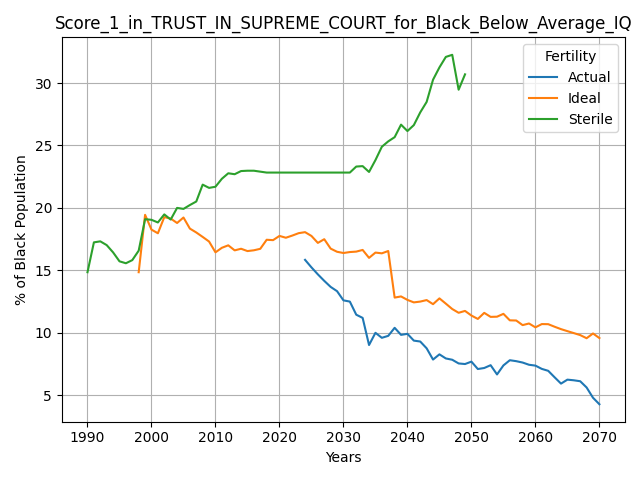 Score_1_in_TRUST_IN_SUPREME_COURT_for_Black_Below_Average_IQ
Fertility
Actual
Ideal
Sterile
% of Black Population
30
25
20
15
10
5
1990 2000 2010 2020 2030 2040 2050 2060 2070
Years